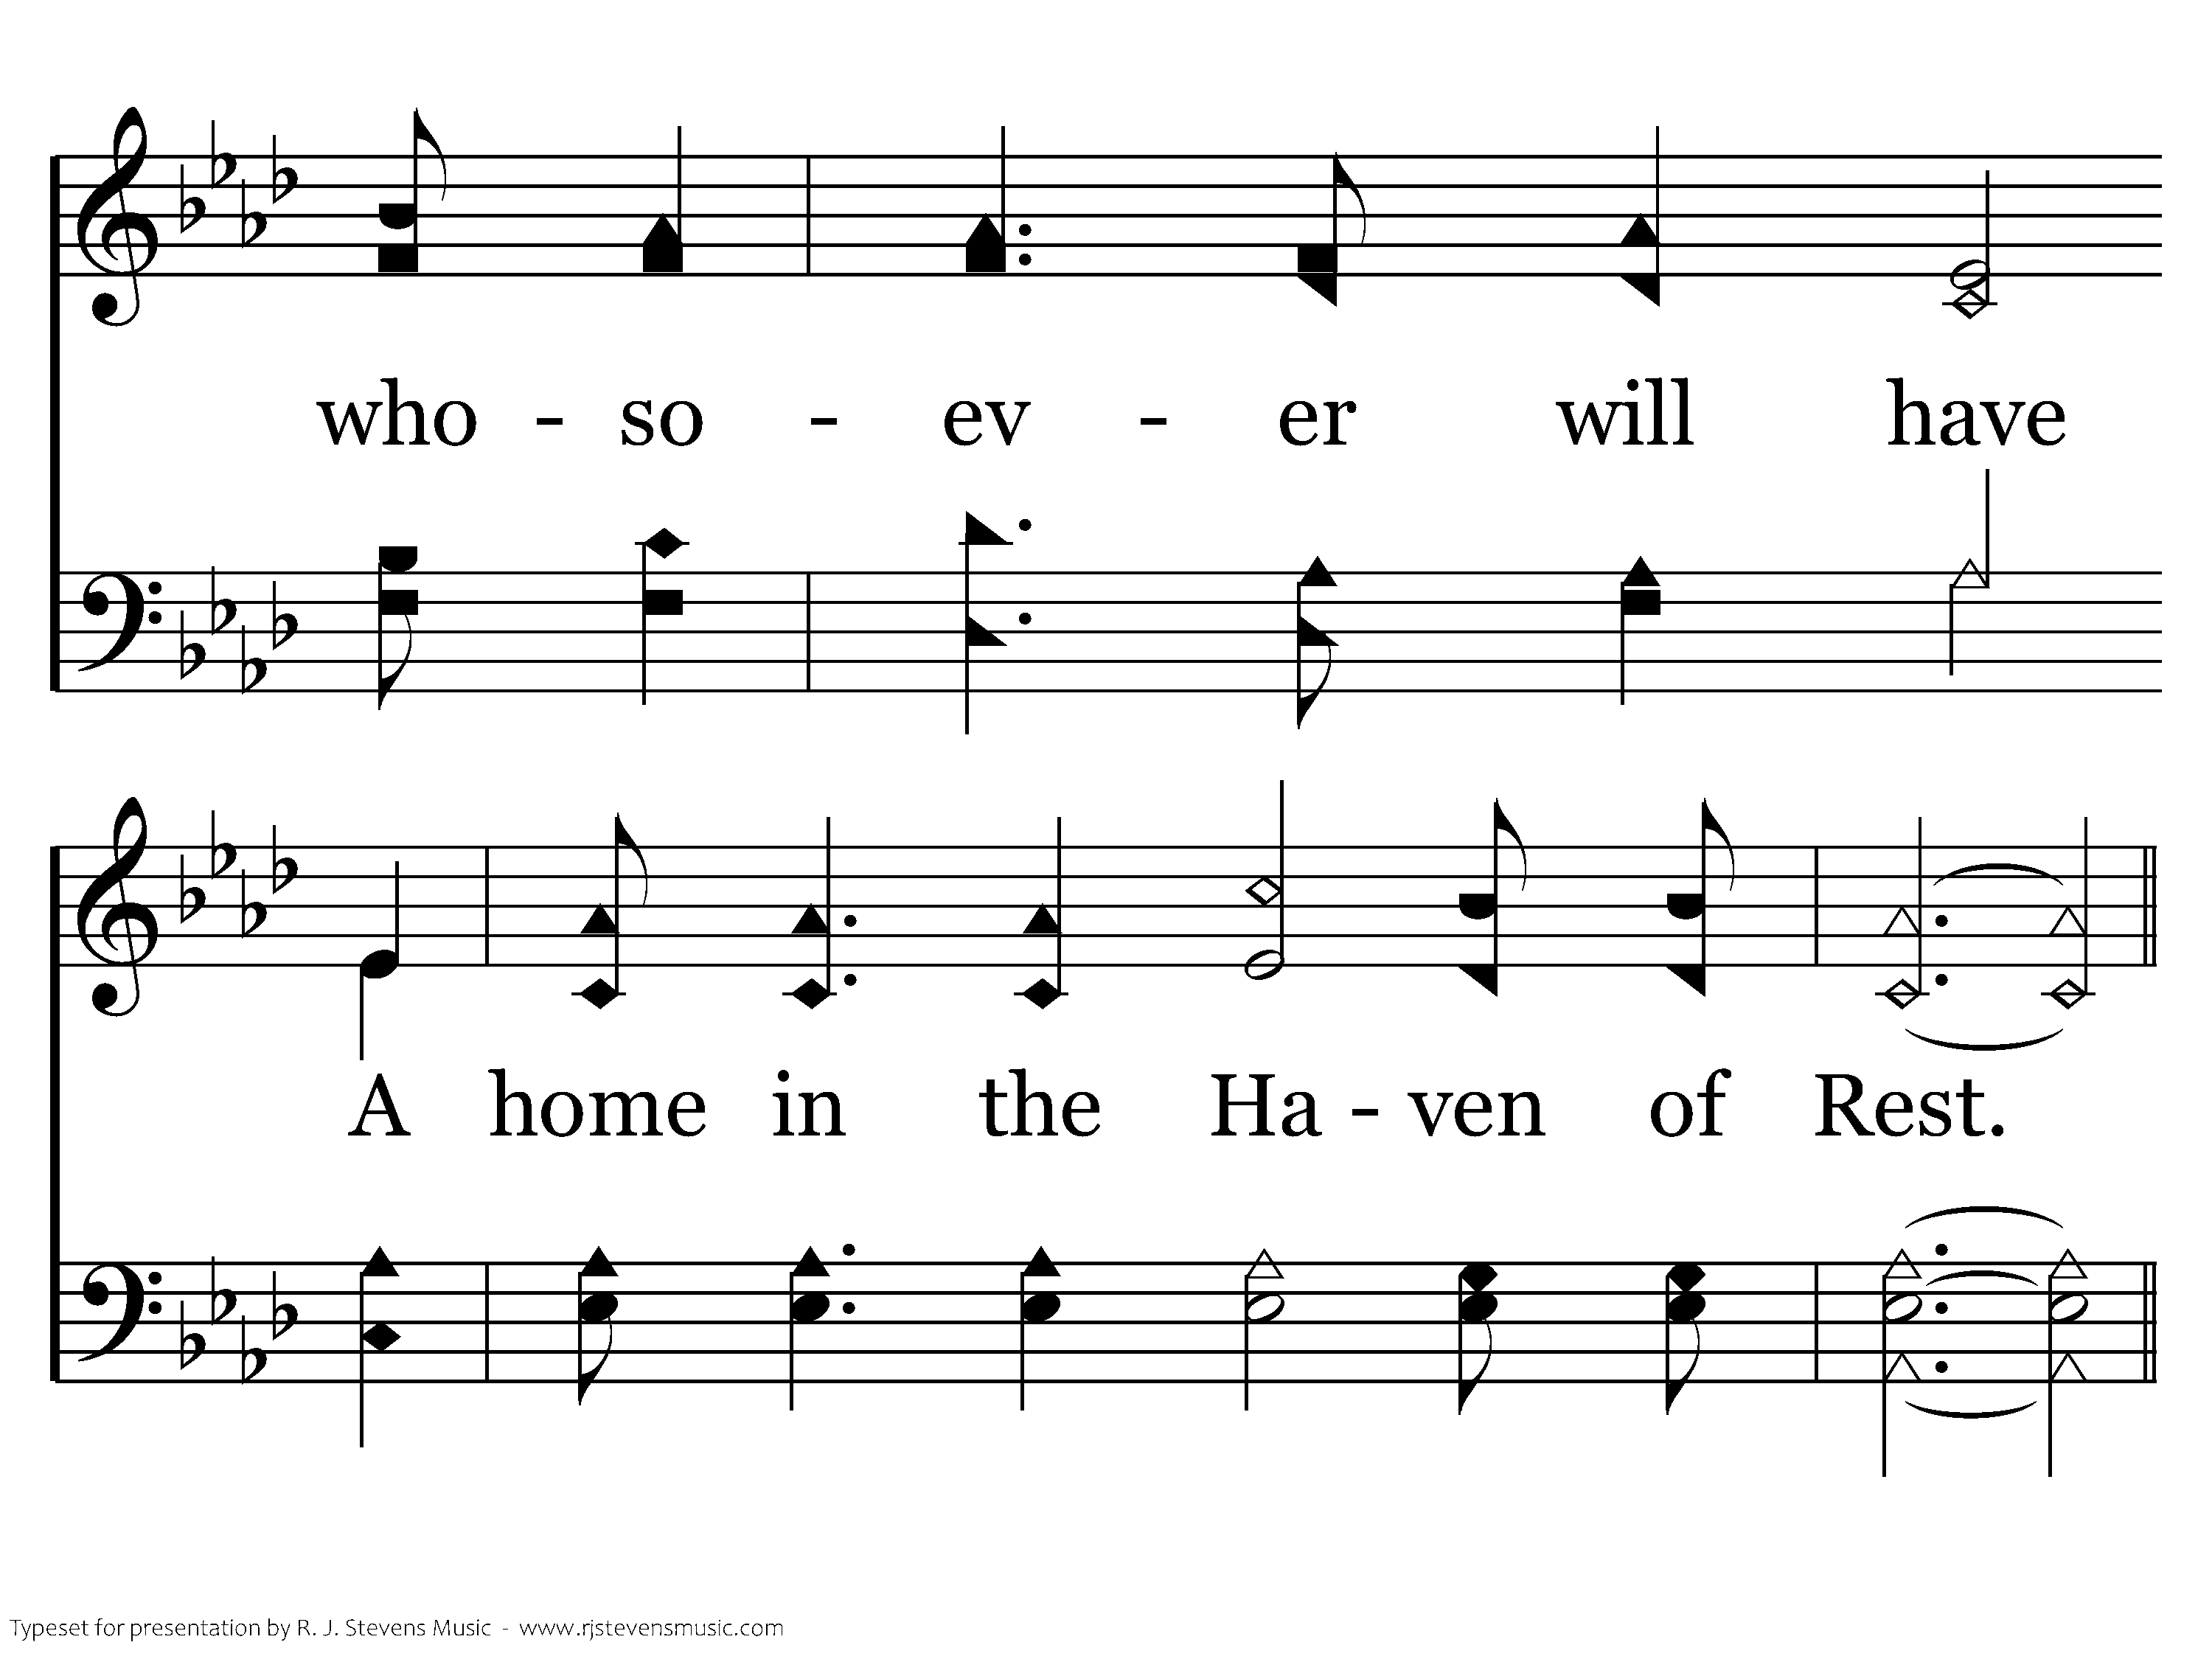 who - so - ev - er will have
A home in the Ha - ven of Rest.
Typeset for presentation by R. J. Stevens Music - www.rjstevensmusic.com